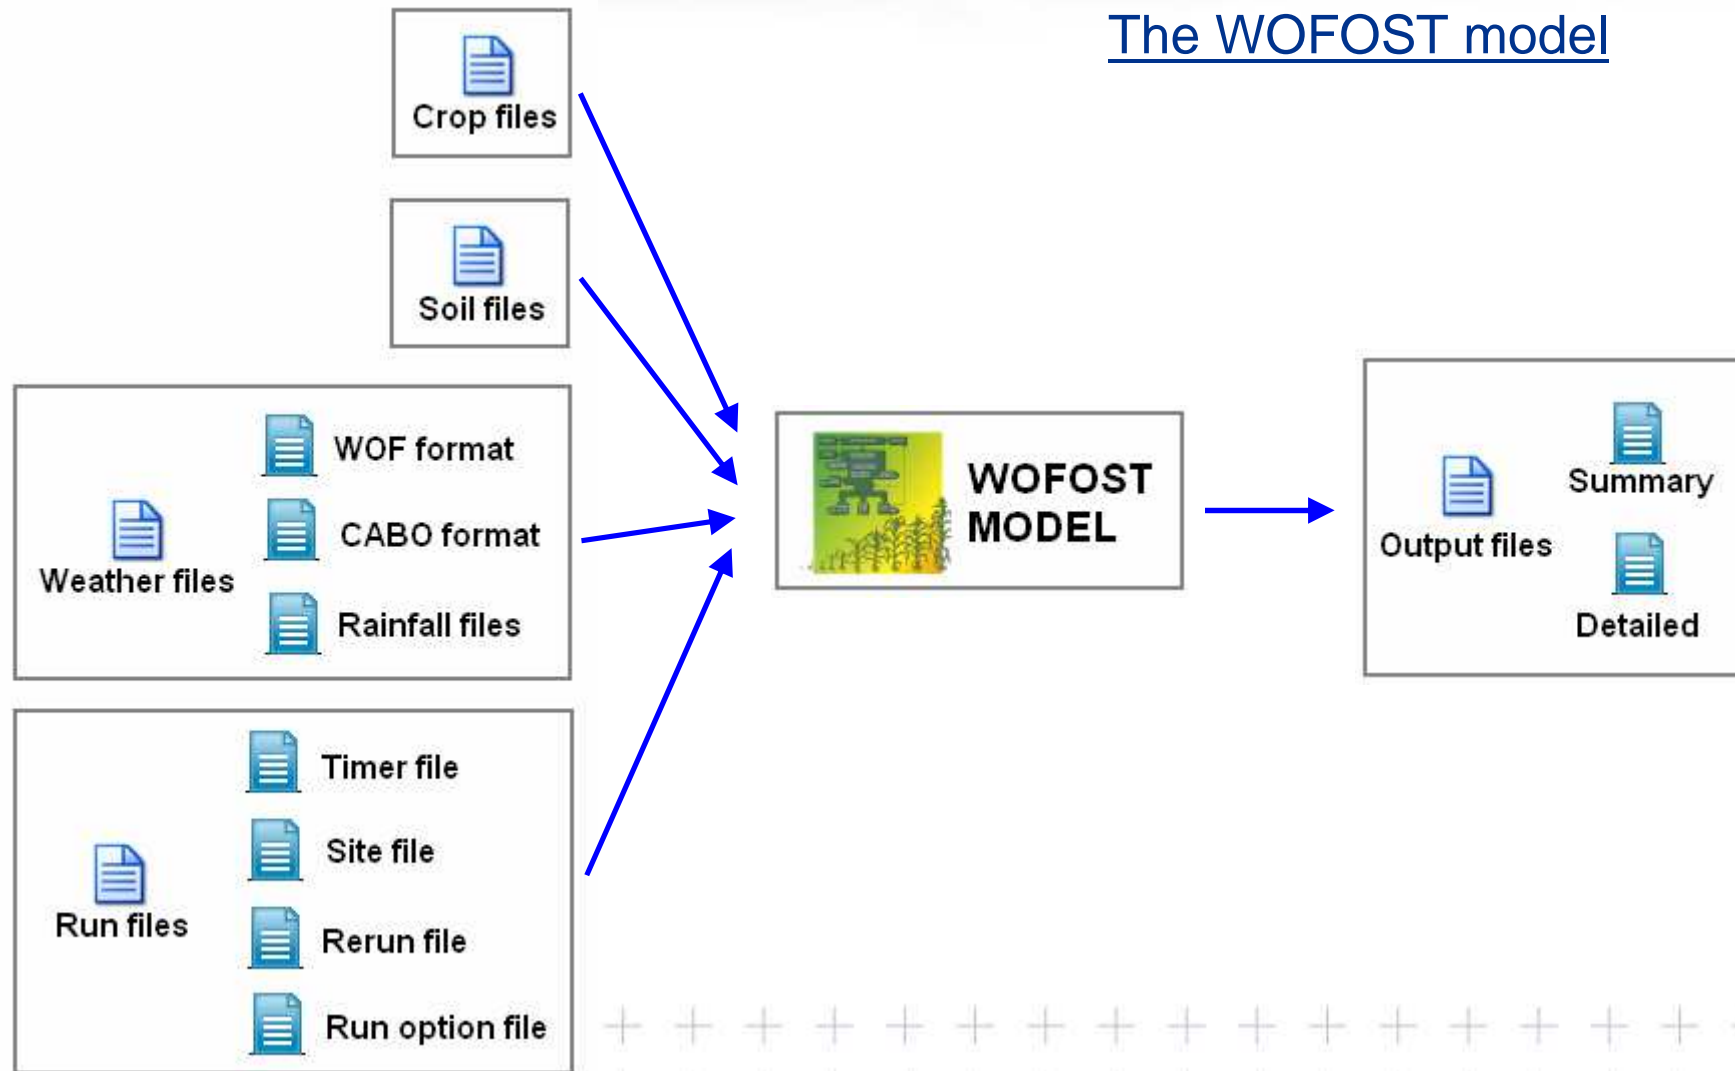 The WOFOST model
Crop files
Soil files
Weather files
WOF format
CABO format
Rainfall files
Run files
Timer file
Site file
Rerun file
Run option file
WOFOST
MODEL
Output files
Summary
Detailed